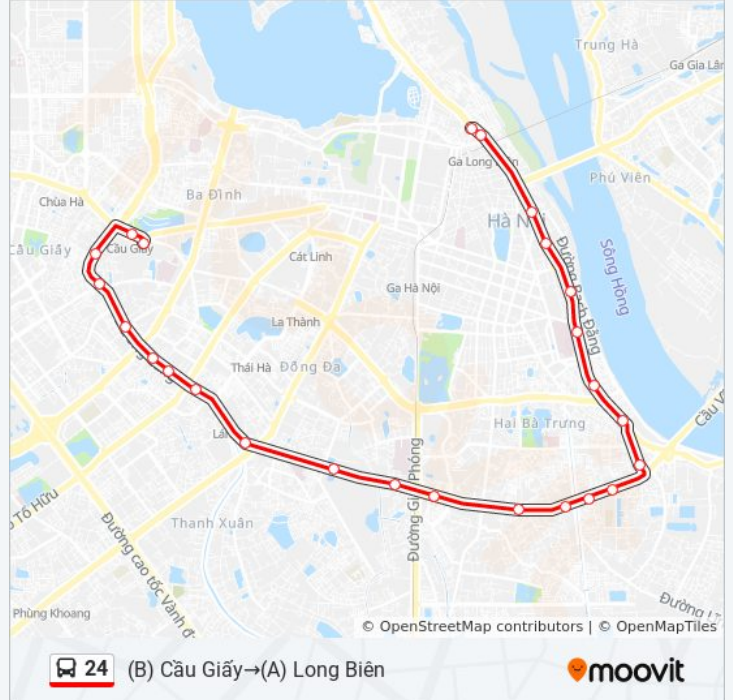 Trung Hà
Ga Gia Lâm
Ga Long Biên
Phú Viên
Chùa Hà
Ba Đình
Hà Nội
Cầu Giấy
Cầu Giấy
Cát Linh
Đường Bạch Đằng
Sông Hồng
Ga Hà Nội
La Thành
Thái Hà
Đống Đa
Hai Bà Trưng
Cầu V
Lán
Đường Giải Phóng
Tố Hữu
Thanh Xuân
Đường cao tốc Vành đ
Đường L
Phùng Khoang
© OpenStreetMap contributors | © OpenMapTiles
24 (B) Cầu Giấy→(A) Long Biên
moovit